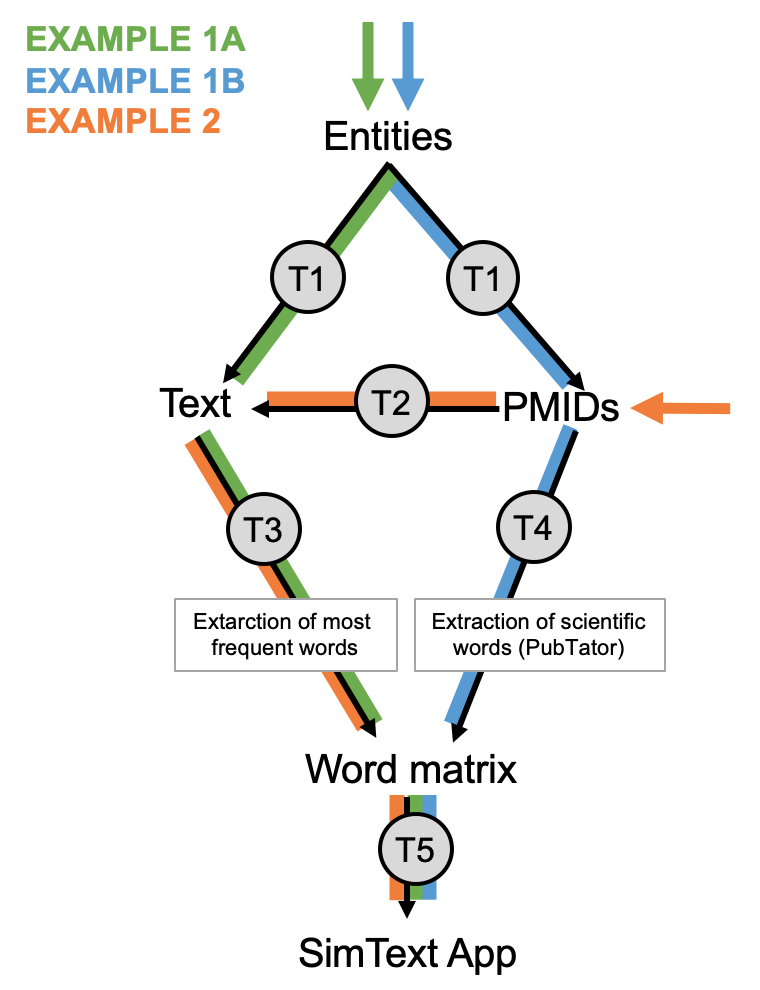 EXAMPLE 1A
EXAMPLE 1B
EXAMPLE 2
Entities
T1
T1
Text
T2
PMIDs
T3
T4
Extarction of most
frequent words
Extraction of scientific
words (PubTator)
Word matrix
T5
SimText App